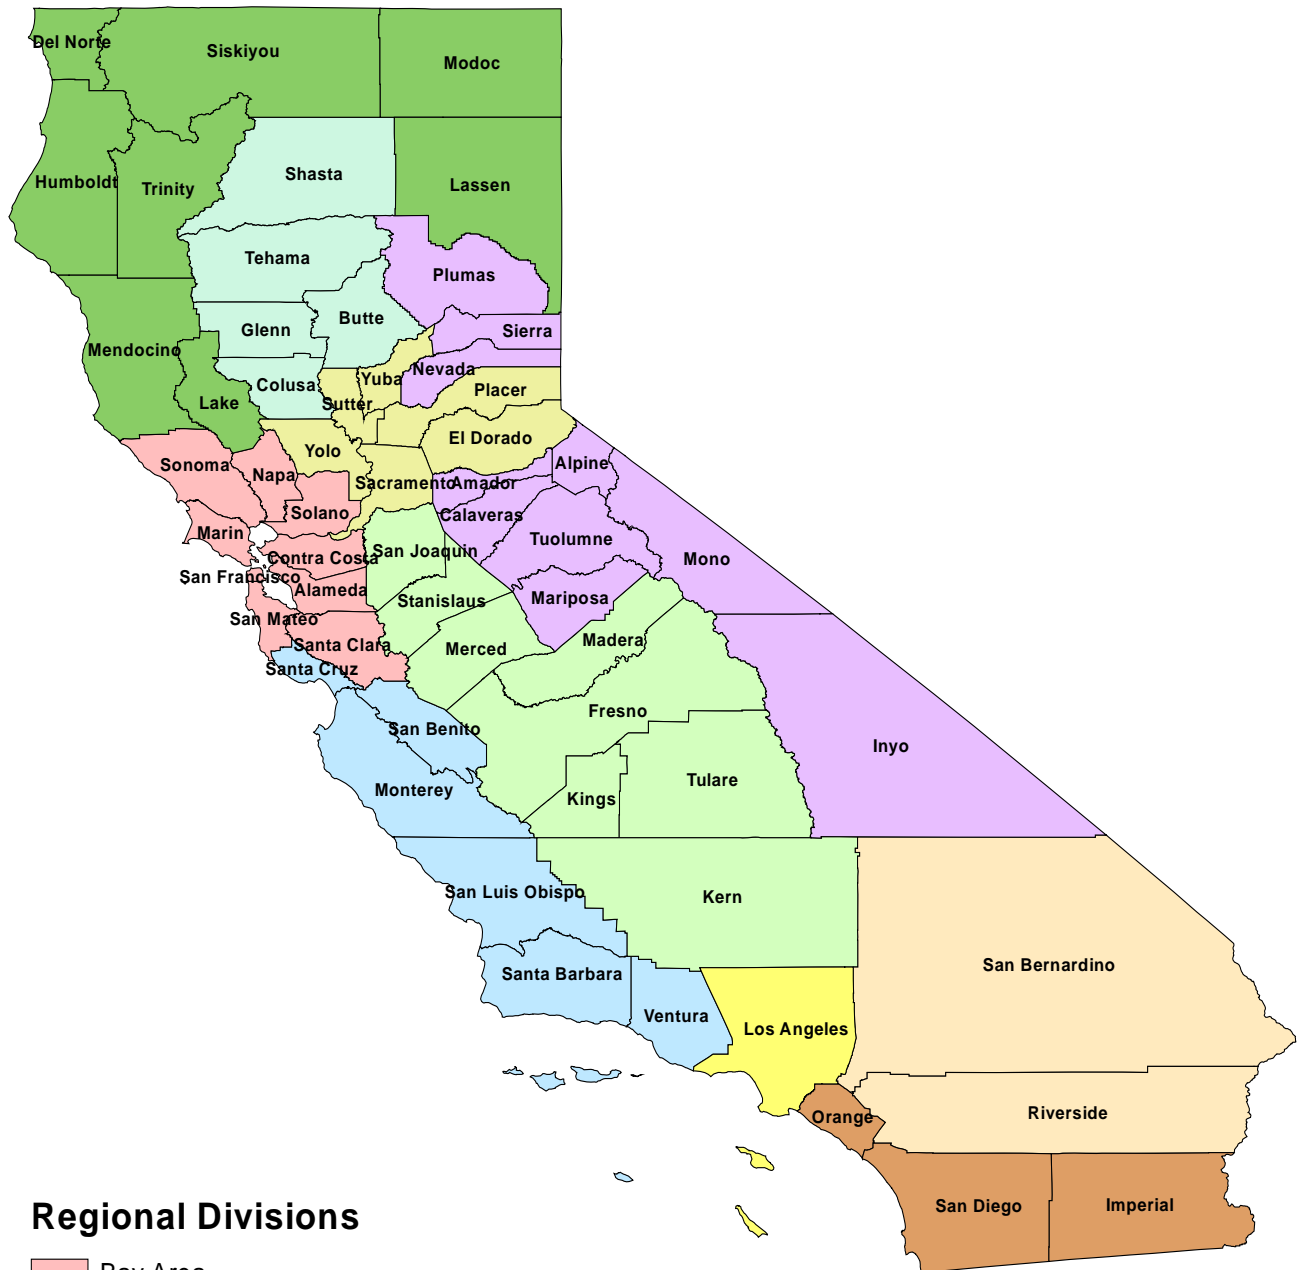 Del Norte
Siskiyou
Modoc
Humboldt
Trinity
Shasta
Lassen
Tehama
Plumas
Glenn
Butte
Sierra
Mendocino
Colusa
Yuba
Nevada
Lake
Sutter
Placer
Yolo
El Dorado
Sonoma
Napa
Sacramento
Amador
Alpine
Solano
Calaveras
Marin
San Joaquin
Tuolumne
Mono
Contra Costa
San Francisco
Alameda
Stanislaus
Mariposa
San Mateo
Santa Clara
Merced
Madera
Santa Cruz
San Benito
Fresno
Inyo
Monterey
Kings
Tulare
San Luis Obispo
Kern
Santa Barbara
San Bernardino
Ventura
Los Angeles
Orange
Riverside
San Diego
Imperial
Regional Divisions
Bay Area